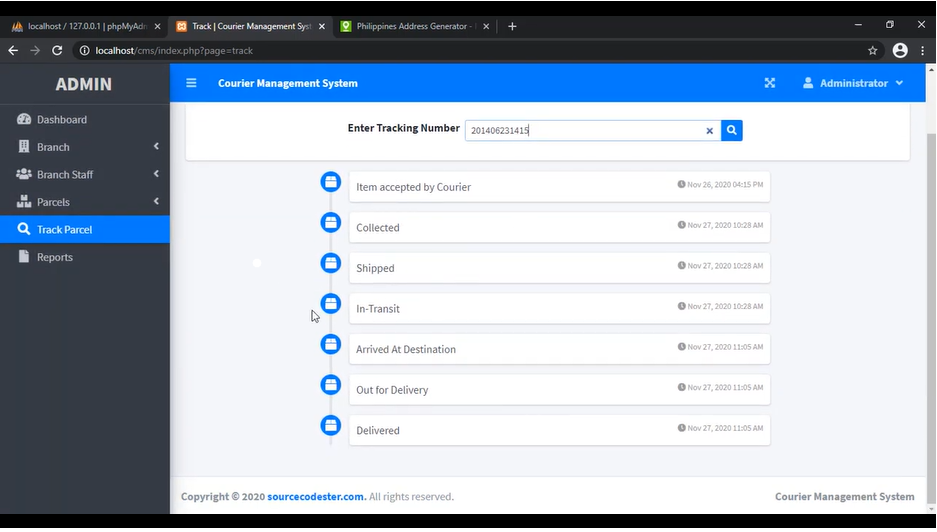 localhost / 127.0.0.1 | phpMyAdm
Track | Courier Management Syst
Philippines Address Generator -
localhost/cms/index.php?page=track
ADMIN
Courier Management System
Administrator
Dashboard
Branch
Branch Staff
Parcels
Track Parcel
Reports
Enter Tracking Number
201406231415
Item accepted by Courier
Nov 26, 2020 04:15 PM
Collected
Nov 27, 2020 10:28 AM
Shipped
Nov 27, 2020 10:28 AM
In-Transit
Nov 27, 2020 10:28 AM
Arrived At Destination
Nov 27, 2020 11:05 AM
Out for Delivery
Nov 27, 2020 11:05 AM
Delivered
Nov 27, 2020 11:05 AM
Copyright © 2020 sourcecodester.com. All rights reserved.
Courier Management System